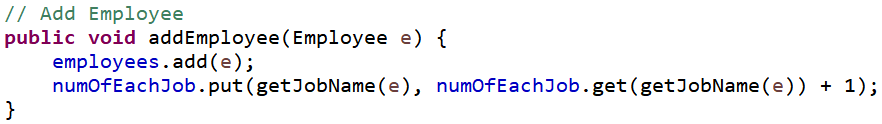 // Add Employee
public void addEmployee(Employee e) {
    employees.add(e);
    numOfEachJob.put(getJobName(e), numOfEachJob.get(getJobName(e)) + 1);
}